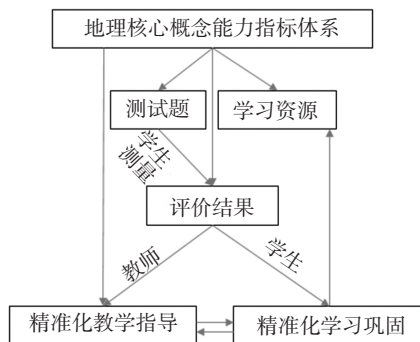 地理核心概念能力指标体系
测试题
学习资源
学生
测量
评价结果
教师
学生
精准化教学指导
精准化学习巩固